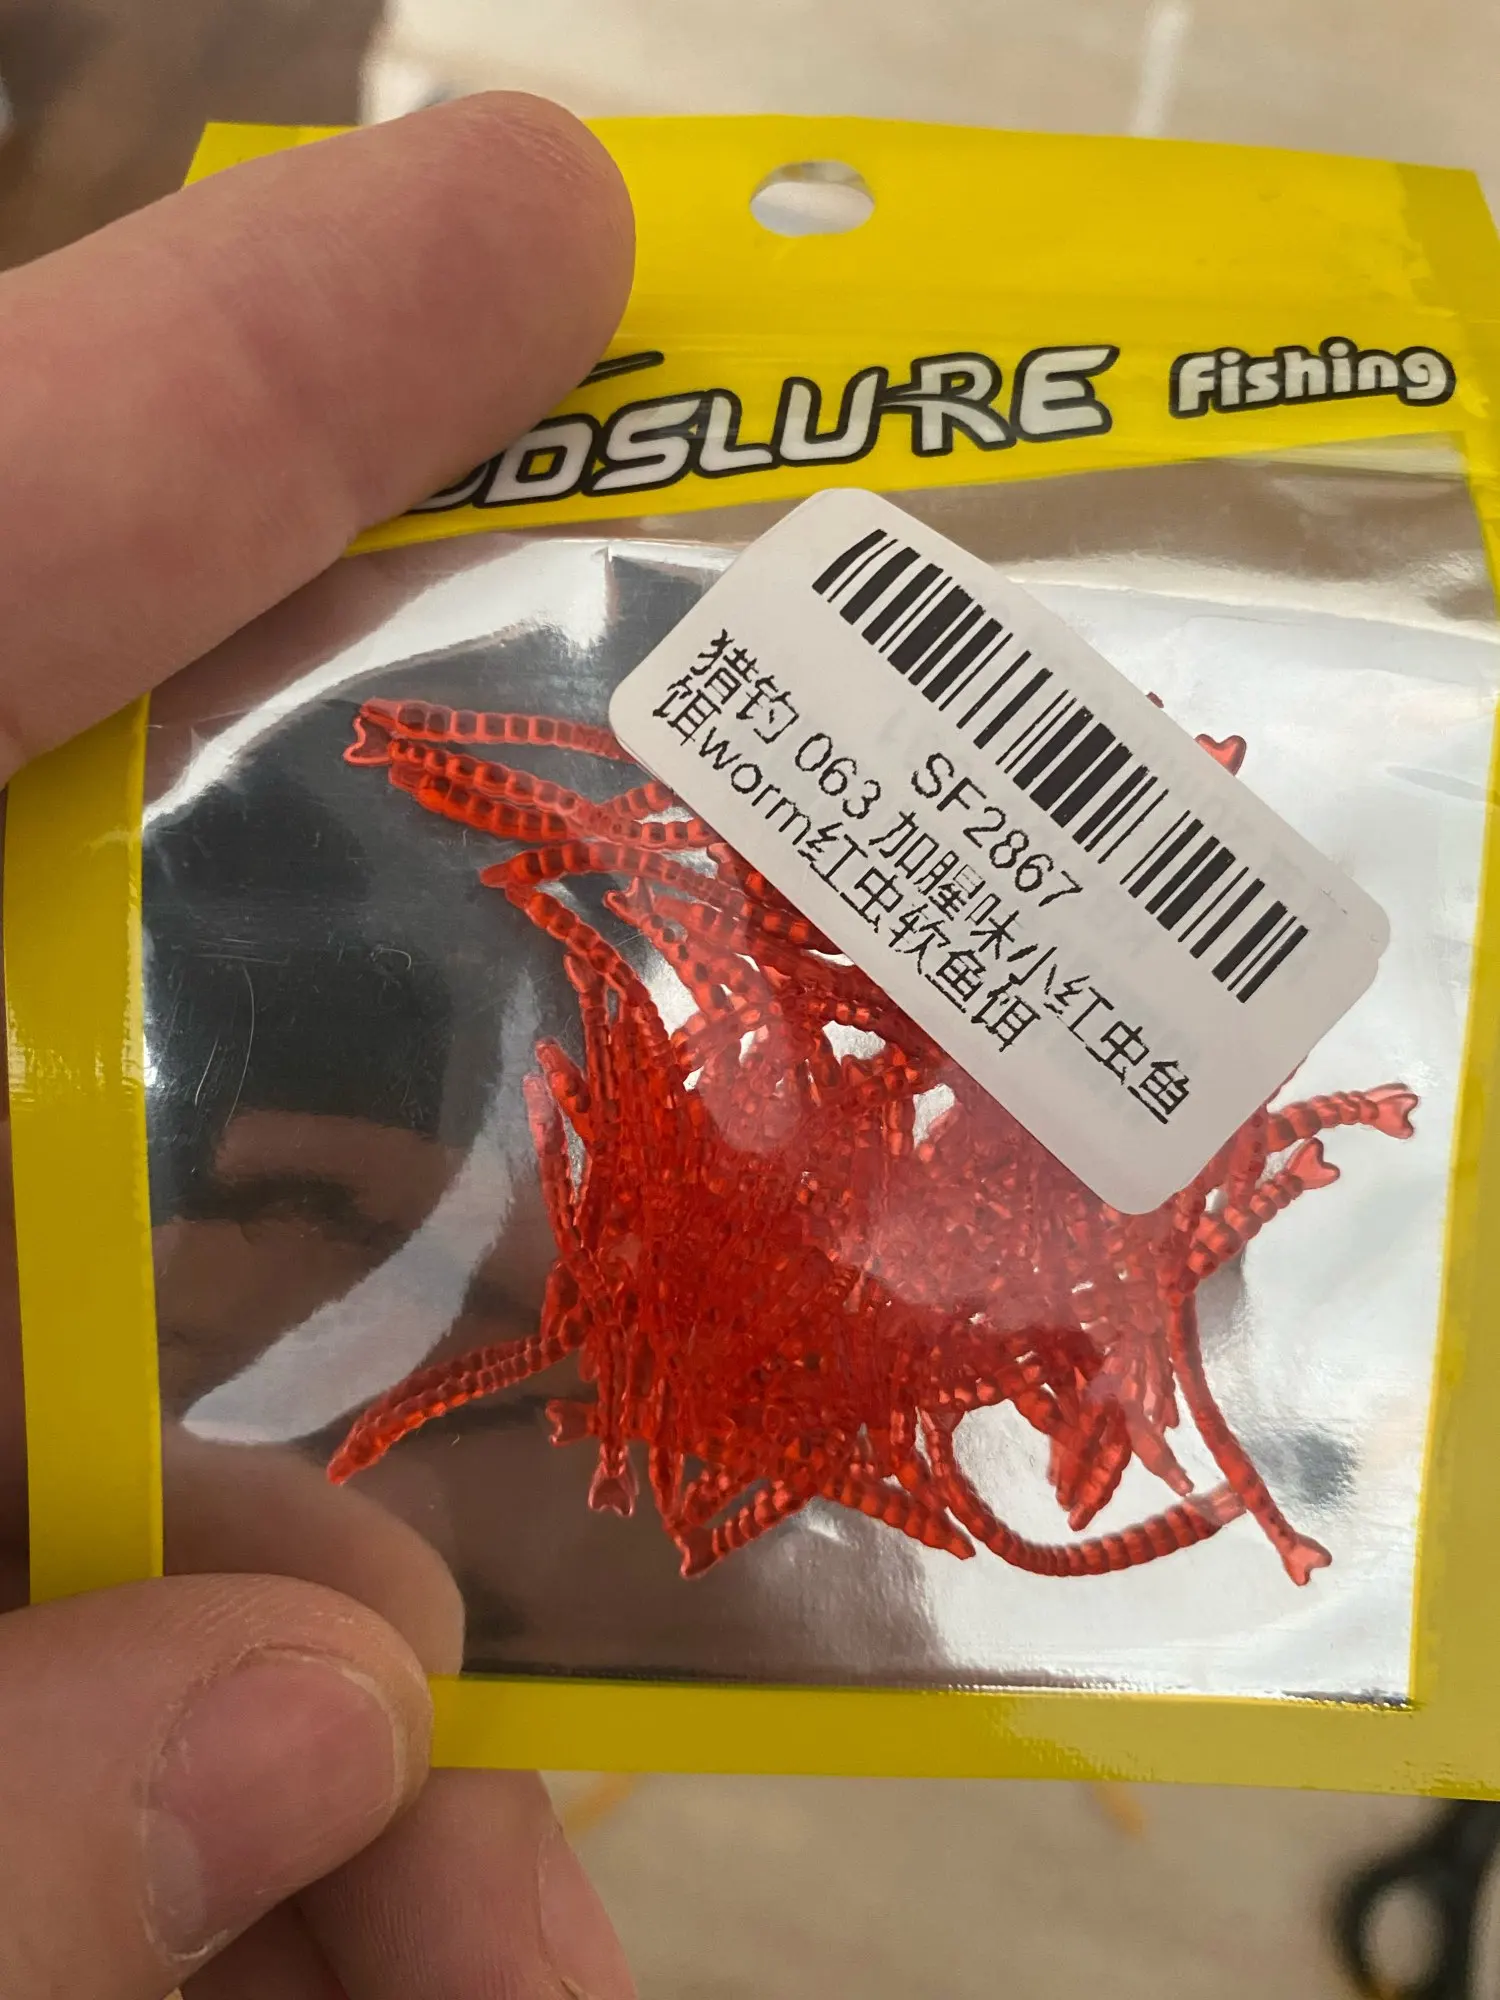 DSLURE Fishing
SF2867
猎钓 063 加腥味小红虫鱼
饵worm红虫软鱼饵